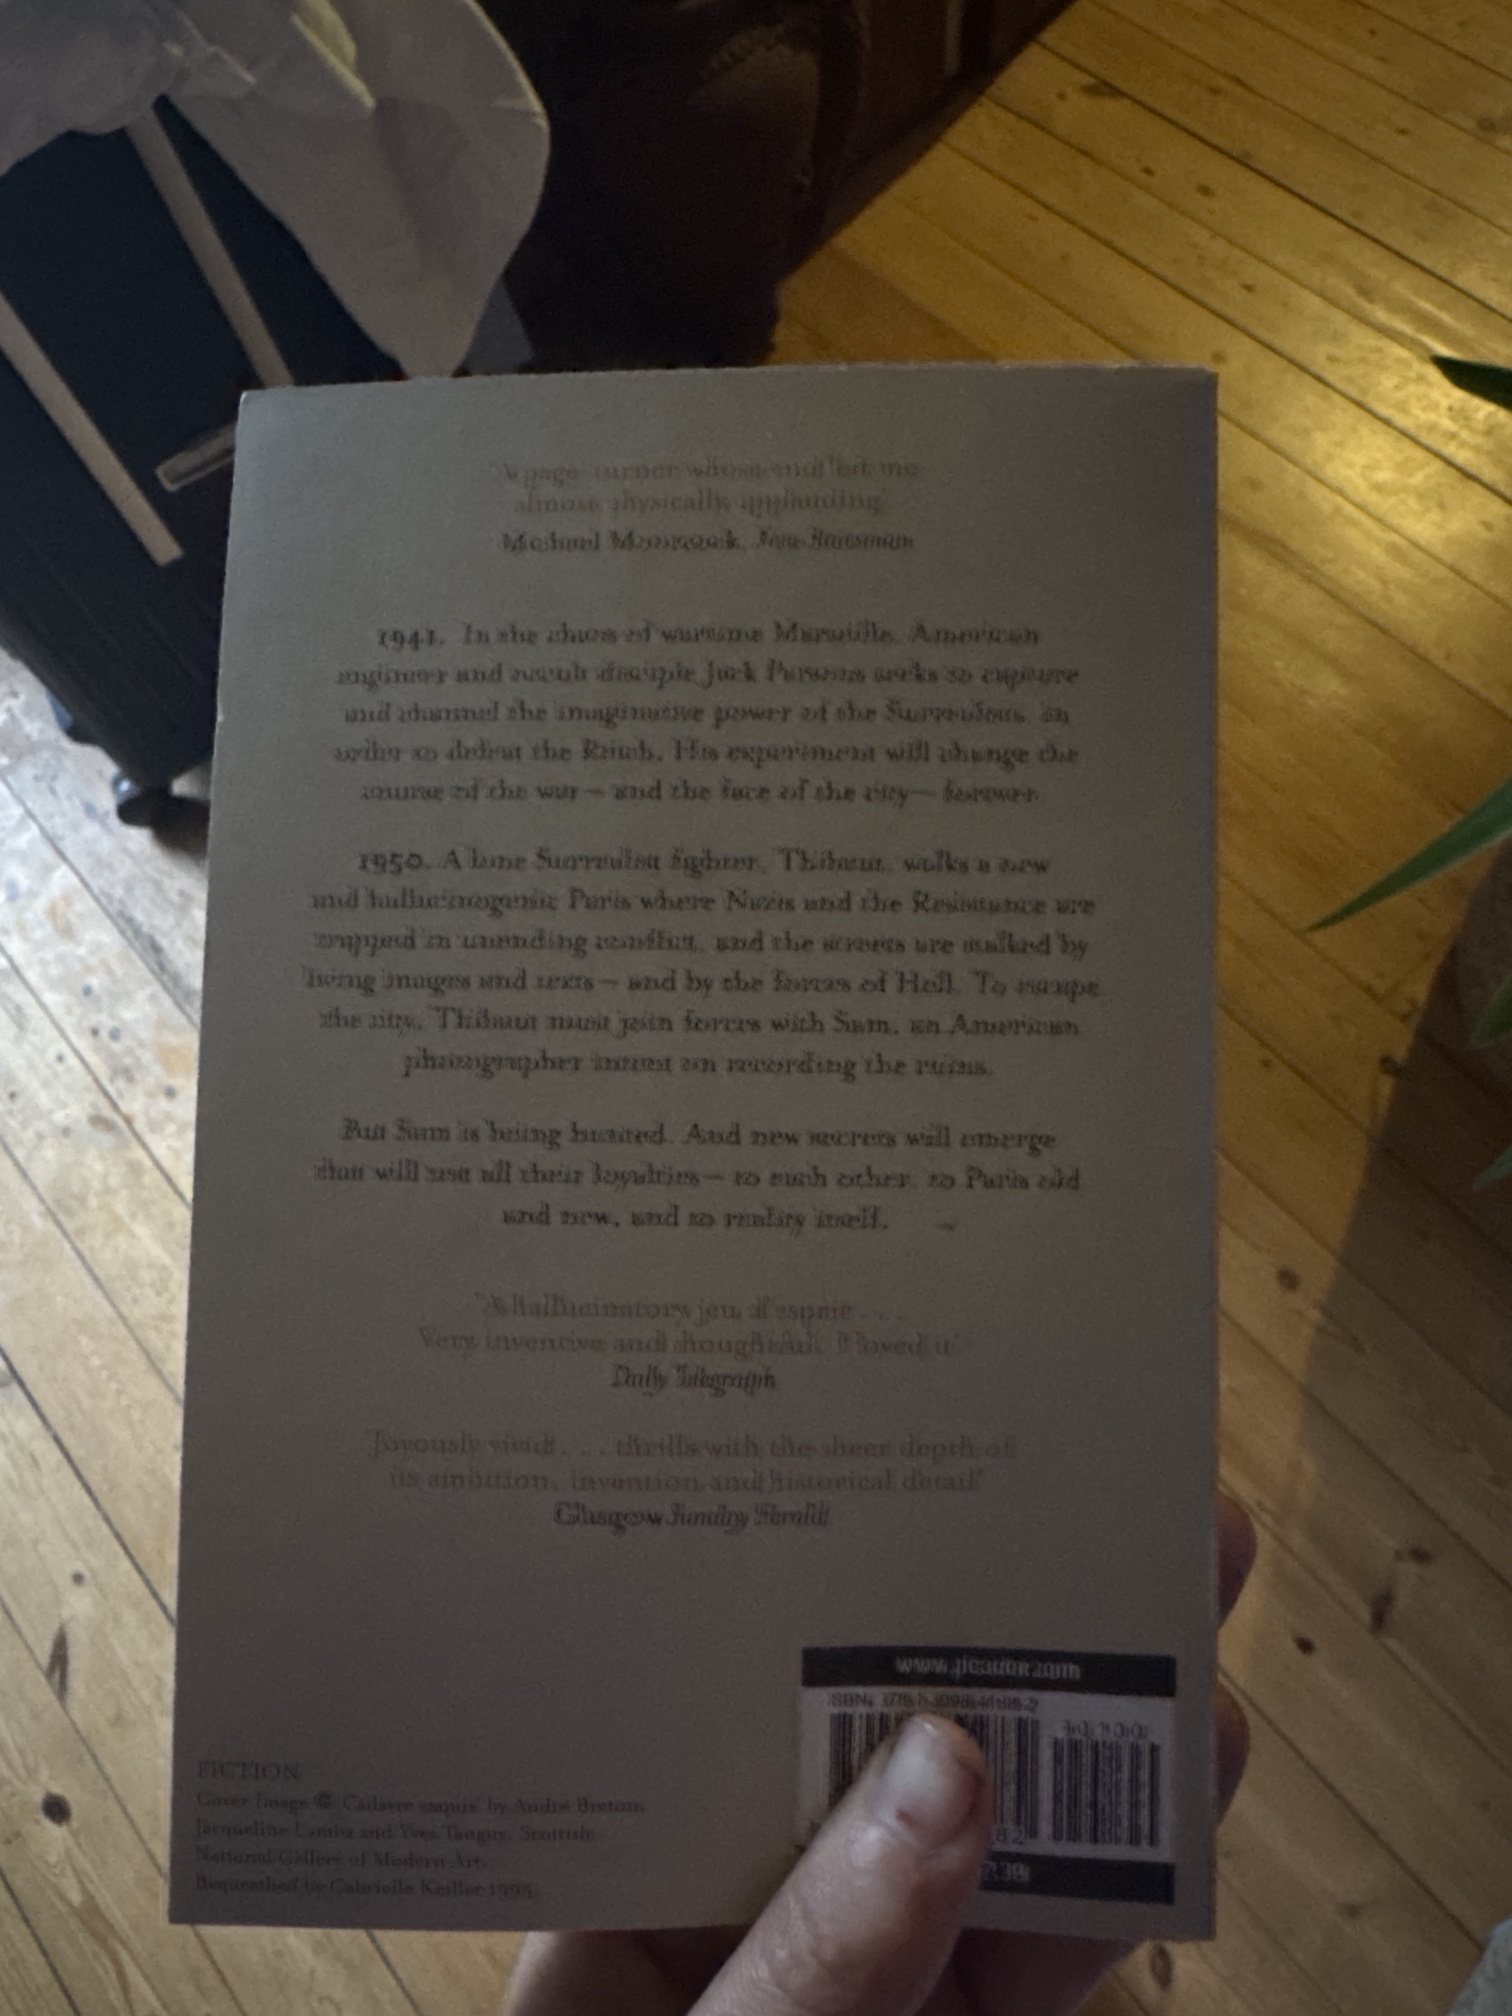 'A page-turner whose end left me
almost physically applauding'
Michael Moorcock, New Statesman
1941. In the chaos of wartime Marseille, American
engineer and occult disciple Jack Parsons seeks to capture
and channel the imaginative power of the Surrealists, in
order to defeat the Reich. His experiment will change the
course of the war – and the face of the city – forever.
1950. A lone Surrealist fighter, Thibaut, walks a new
and hallucinogenic Paris where Nazis and the Resistance are
trapped in unending conflict, and the streets are stalked by
living images and texts – and by the forces of Hell. To escape
the city, Thibaut must join forces with Sam, an American
photographer intent on recording the ruins.
But Sam is being hunted. And new secrets will emerge
that will test all their loyalties – to each other, to Paris old
and new, and to reality itself.
'A hallucinatory jeu d'esprit . . .
Very inventive and thoughtful. I loved it'
Daily Telegraph
'Joyously vivid . . . thrills with the sheer depth of
its ambition, invention and historical detail'
Glasgow Sunday Herald
www.picador.com
ISBN
FICTION
Cover Image © 'Cadavre exquis' by André Breton,
Jacqueline Lamba and Yves Tanguy. Scottish
National Gallery of Modern Art.
Bequeathed by Gabrielle Keiller 1995.